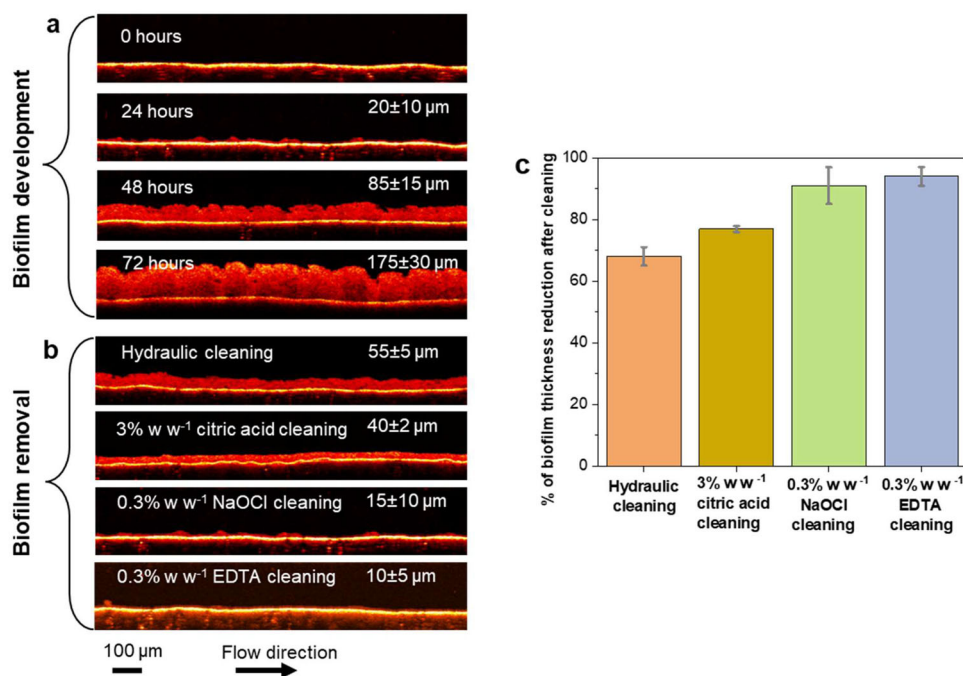 a
Biofilm development
0 hours
24 hours
20±10 μm
48 hours
85±15 μm
72 hours
175±30 μm
b
Biofilm removal
Hydraulic cleaning
55±5 μm
3% w w⁻¹ citric acid cleaning
40±2 μm
0.3% w w⁻¹ NaOCl cleaning
15±10 μm
0.3% w w⁻¹ EDTA cleaning
10±5 μm
100 μm
Flow direction
c
% of biofilm thickness reduction after cleaning
100
80
60
40
20
0
Hydraulic
cleaning
3% w w⁻¹
citric acid
cleaning
0.3% w w⁻¹
NaOCl
cleaning
0.3% w w⁻¹
EDTA
cleaning